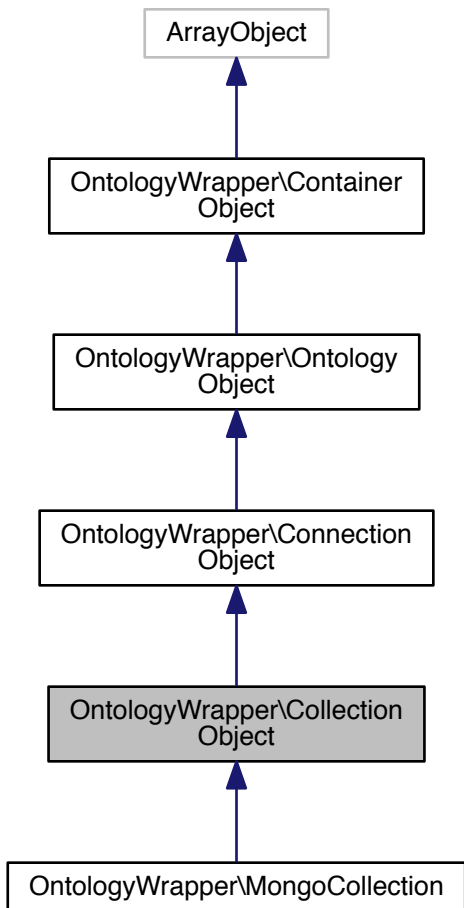 ArrayObject
OntologyWrapper\Container
Object
OntologyWrapper\Ontology
Object
OntologyWrapper\Connection
Object
OntologyWrapper\Collection
Object
OntologyWrapper\MongoCollection